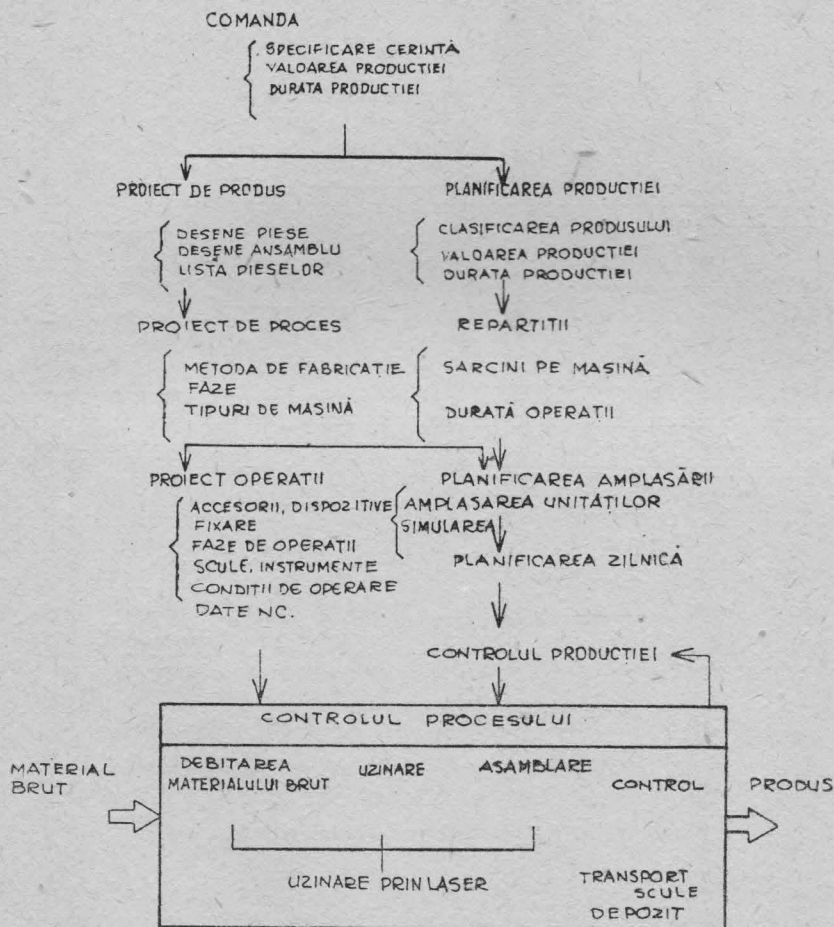 COMANDA
SPECIFICARE CERINTĂ
VALOAREA PRODUCTIEI
DURATA PRODUCTIEI
PROIECT DE PRODUS
DESENE PIESE
DESENE ANSAMBLU
LISTA PIESELOR
PROIECT DE PROCES
METODA DE FABRICATIE
FAZE
TIPURI DE MASINĂ
PROIECT OPERATII
ACCESORII, DISPOZITIVE
FIXARE
FAZE DE OPERATII
SCULE, INSTRUMENTE
CONDITII DE OPERARE
DATE NC.
PLANIFICAREA PRODUCTIEI
CLASIFICAREA PRODUSULUI
VALOAREA PRODUCTIEI
DURATA PRODUCTIEI
REPARTITII
SARCINI PE MASINĂ
DURATĂ OPERATII
PLANIFICAREA AMPLASĂRII
AMPLASAREA UNITĂȚILOR
SIMULAREA
PLANIFICAREA ZILNICĂ
CONTROLUL PRODUCȚIEI
CONTROLUL PROCESULUI
MATERIAL
BRUT
DEBITAREA
MATERIALULUI BRUT
UZINARE
ASAMBLARE
CONTROL
PRODUS
UZINARE PRIN LASER
TRANSPORT
SCULE
DEPOZIT